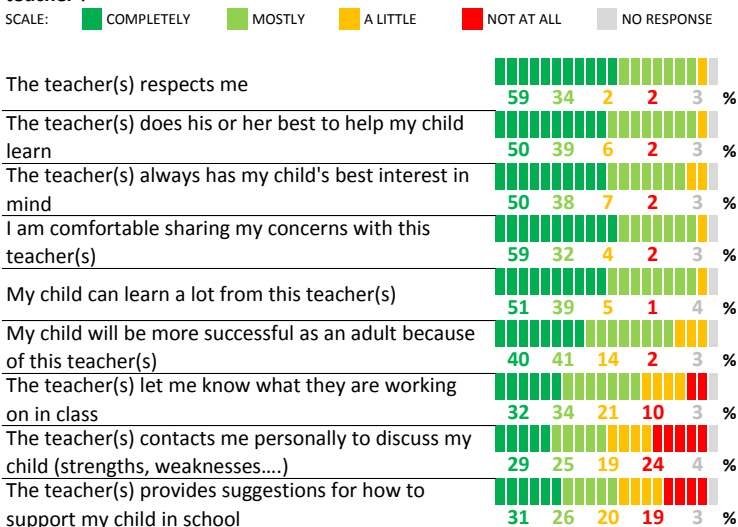 teacher?
SCALE: COMPLETELY MOSTLY A LITTLE NOT AT ALL NO RESPONSE
The teacher(s) respects me
59 34 2 2 3 %
The teacher(s) does his or her best to help my child
learn
50 39 6 2 3 %
The teacher(s) always has my child's best interest in
mind
50 38 7 2 3 %
I am comfortable sharing my concerns with this
teacher(s)
59 32 4 2 3 %
My child can learn a lot from this teacher(s)
51 39 5 1 4 %
My child will be more successful as an adult because
of this teacher(s)
40 41 14 2 3 %
The teacher(s) let me know what they are working
on in class
32 34 21 10 3 %
The teacher(s) contacts me personally to discuss my
child (strengths, weaknesses....)
29 25 19 24 4 %
The teacher(s) provides suggestions for how to
support my child in school
31 26 20 19 3 %